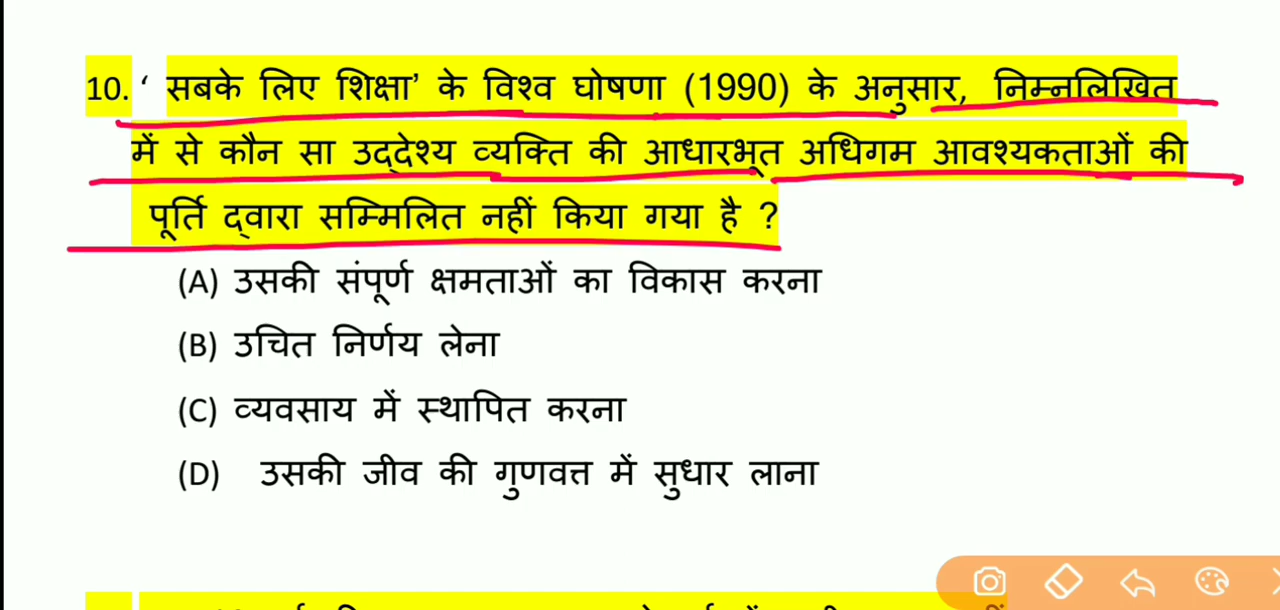 10. ‘ सबके लिए शिक्षा’ के विश्व घोषणा (1990) के अनुसार, निम्नलिखित
में से कौन सा उद्देश्य व्यक्ति की आधारभूत अधिगम आवश्यकताओं की
पूर्ति द्वारा सम्मिलित नहीं किया गया है ?
(A) उसकी संपूर्ण क्षमताओं का विकास करना
(B) उचित निर्णय लेना
(C) व्यवसाय में स्थापित करना
(D) उसकी जीव की गुणवत्त में सुधार लाना